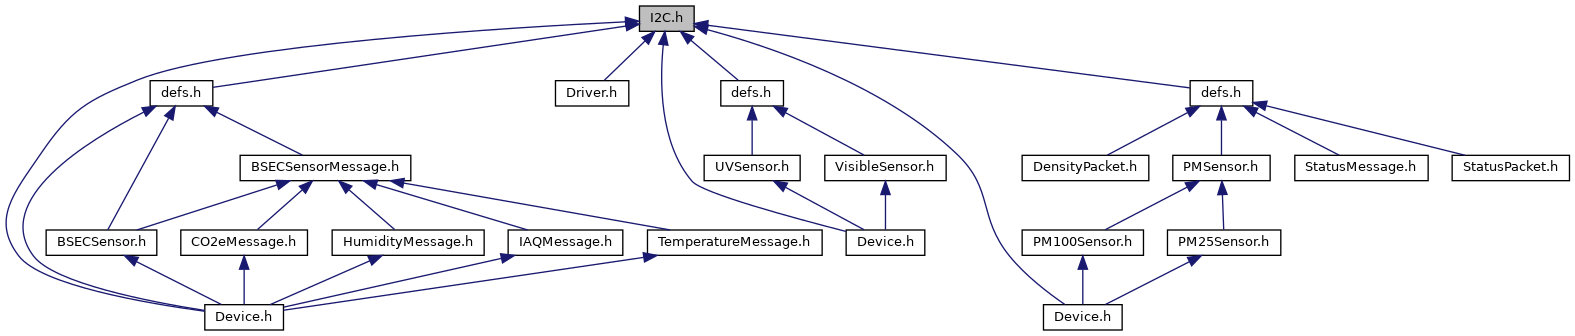 I2C.h
defs.h
Driver.h
defs.h
defs.h
BSECSensorMessage.h
UVSensor.h
VisibleSensor.h
DensityPacket.h
PMSensor.h
StatusMessage.h
StatusPacket.h
BSECSensor.h
CO2eMessage.h
HumidityMessage.h
IAQMessage.h
TemperatureMessage.h
Device.h
PM100Sensor.h
PM25Sensor.h
Device.h
Device.h